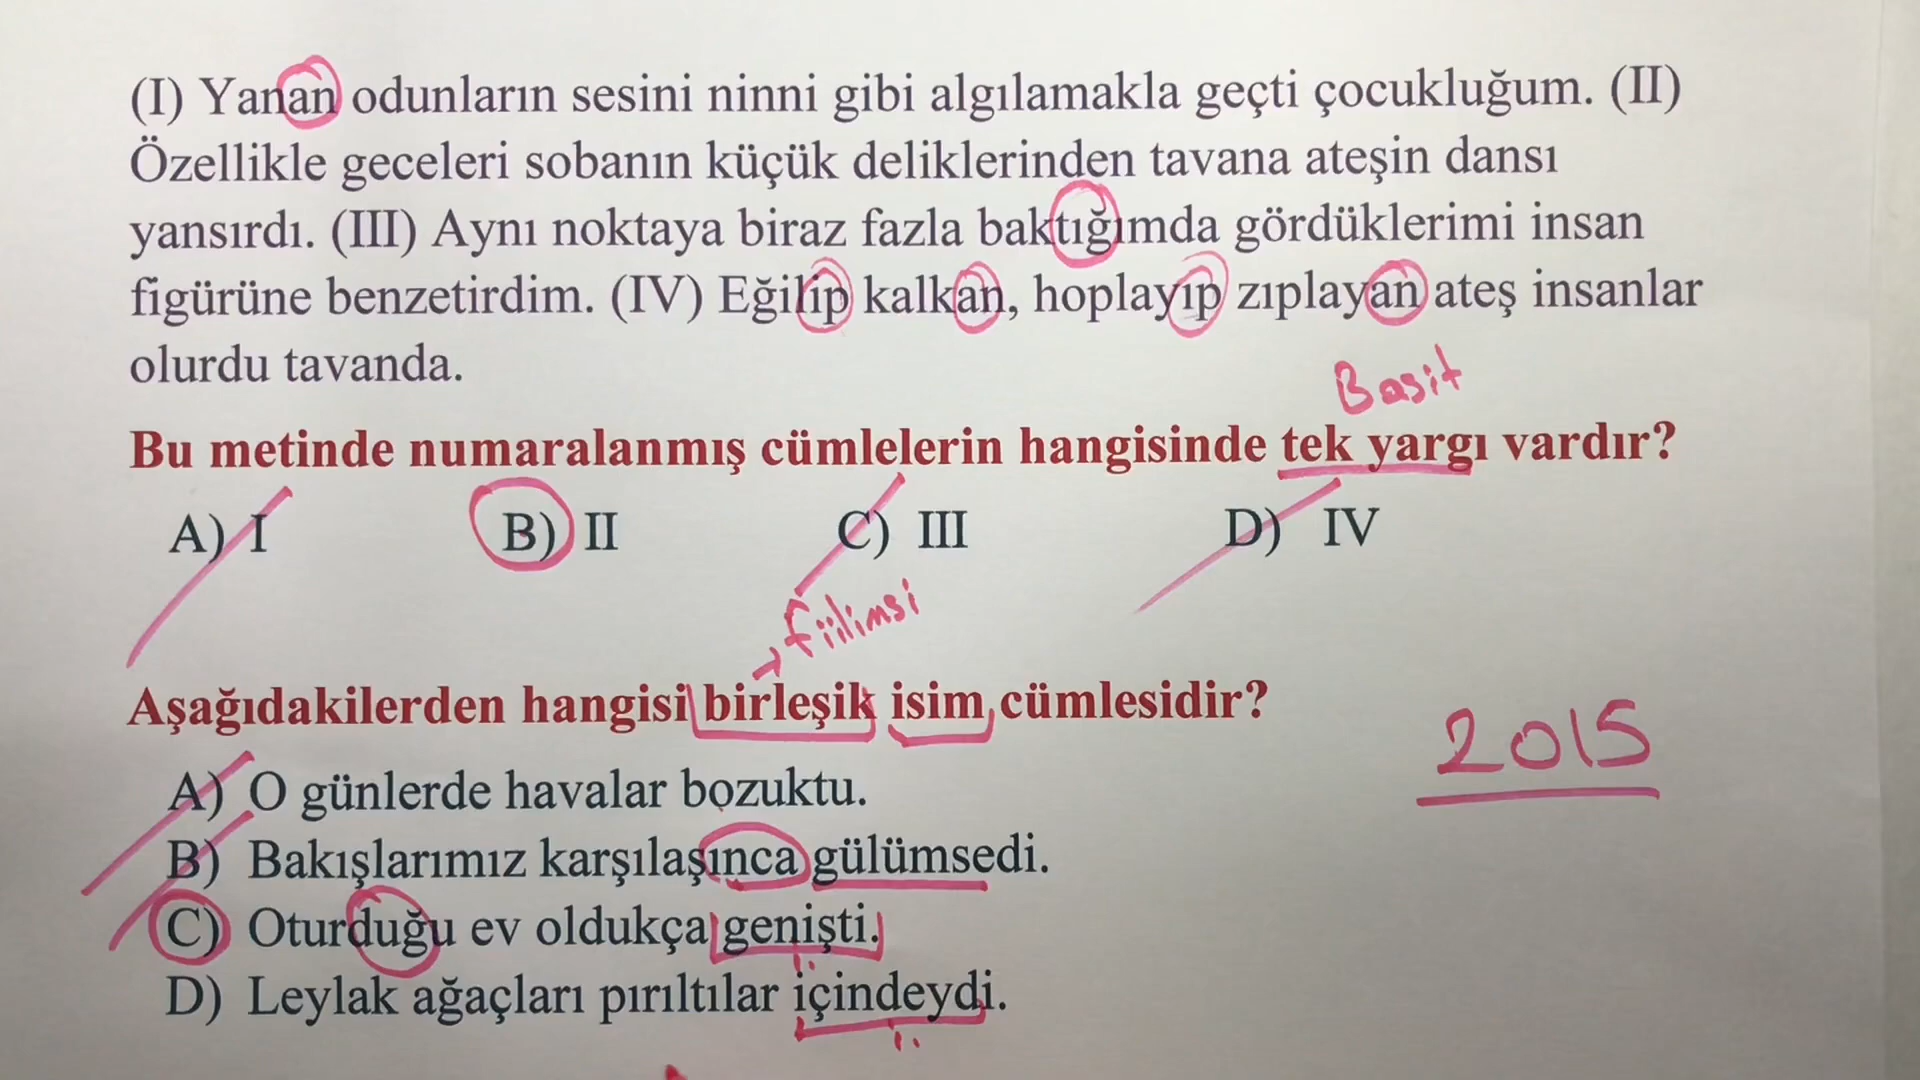 (I) Yanan odunların sesini ninni gibi algılamakla geçti çocukluğum. (II)
Özellikle geceleri sobanın küçük deliklerinden tavana ateşin dansı
yansırdı. (III) Aynı noktaya biraz fazla baktığımda gördüklerimi insan
figürüne benzetirdim. (IV) Eğilip kalkan, hoplayıp zıplayan ateş insanlar
olurdu tavanda.
Basit
Bu metinde numaralanmış cümlelerin hangisinde tek yargı vardır?
A) I B) II C) III D) IV
fiilimsi
Aşağıdakilerden hangisi birleşik isim cümlesidir?
2015
A) O günlerde havalar bozuktu.
B) Bakışlarımız karşılaşınca gülümsedi.
C) Oturduğu ev oldukça genişti.
D) Leylak ağaçları pırıltılar içindeydi.